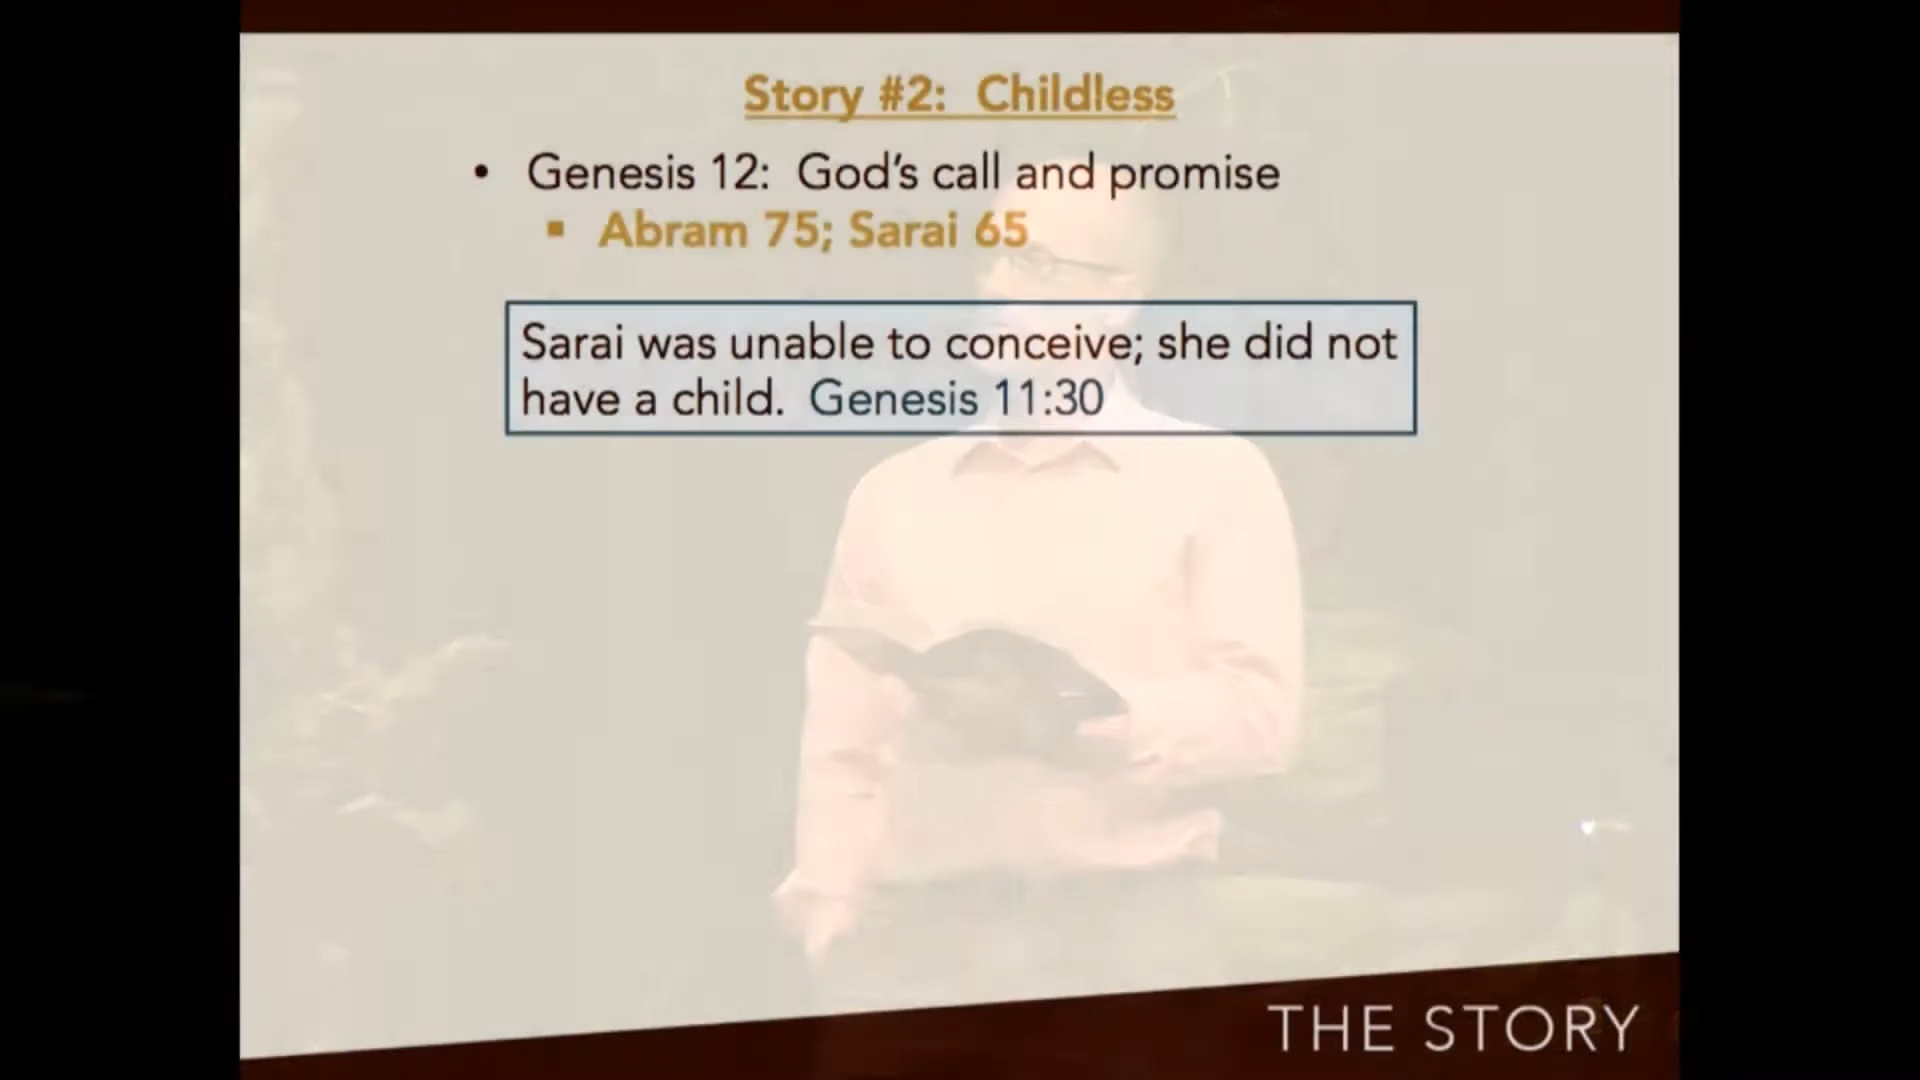 Story #2: Childless
• Genesis 12: God's call and promise
▪ Abram 75; Sarai 65
Sarai was unable to conceive; she did not
have a child. Genesis 11:30
THE STORY